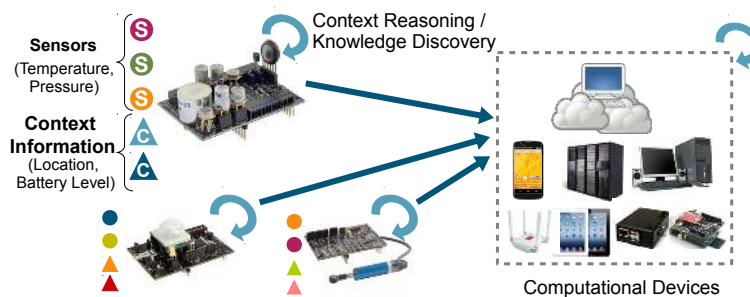 Sensors
(Temperature,
Pressure)
S
S
S
Context
Information
(Location,
Battery Level)
C
C
Context Reasoning /
Knowledge Discovery
Computational Devices